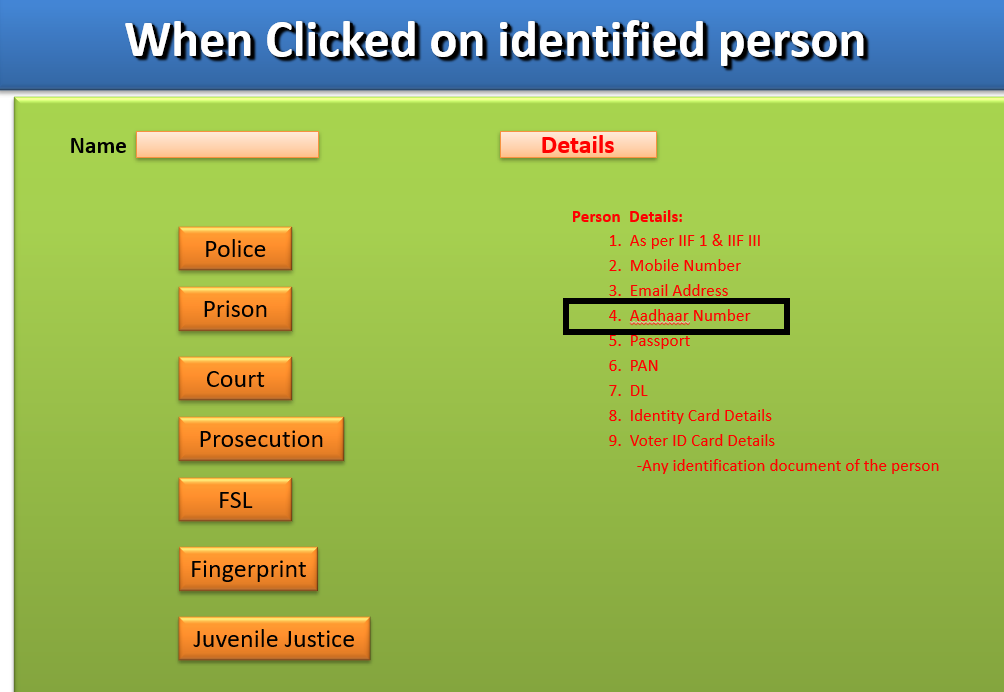 When Clicked on identified person
Name
Details
Police
Prison
Court
Prosecution
FSL
Fingerprint
Juvenile Justice
Person Details:
1. As per IIF 1 & IIF III
2. Mobile Number
3. Email Address
4. Aadhaar Number
5. Passport
6. PAN
7. DL
8. Identity Card Details
9. Voter ID Card Details
-Any identification document of the person